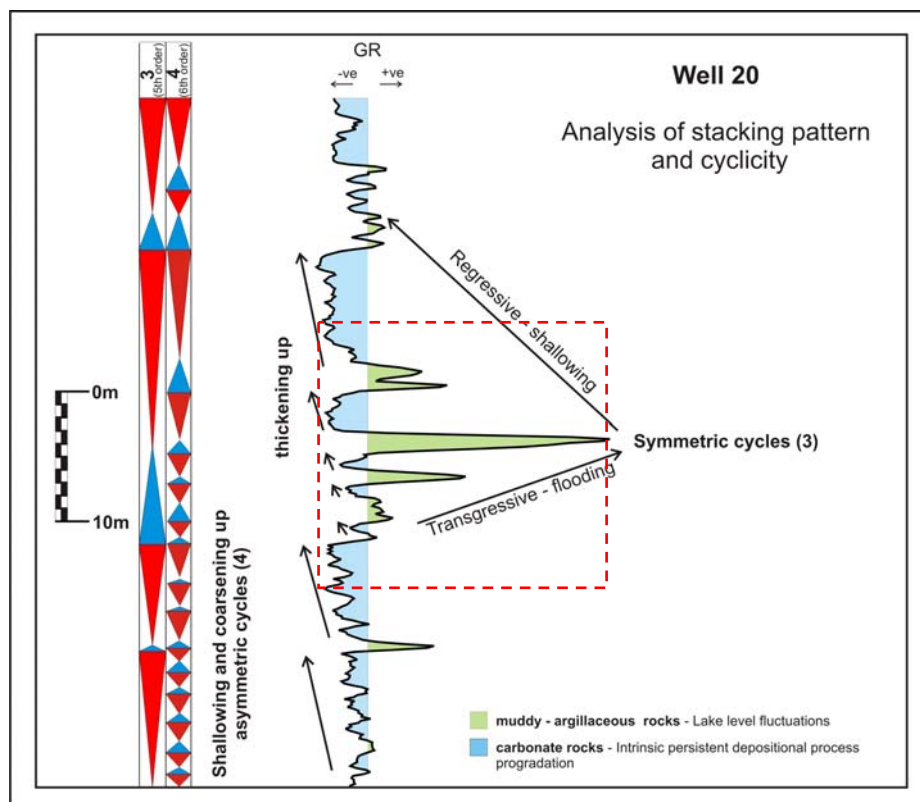 3
(5th order)
4
(6th order)
GR
-ve
+ve
Well 20
Analysis of stacking pattern
and cyclicity
Regressive - shallowing
thickening up
0m
10m
Symmetric cycles (3)
Transgressive - flooding
Shallowing and coarsening up
asymmetric cycles (4)
muddy - argillaceous rocks - Lake level fluctuations
carbonate rocks - Intrinsic persistent depositional process
progradation